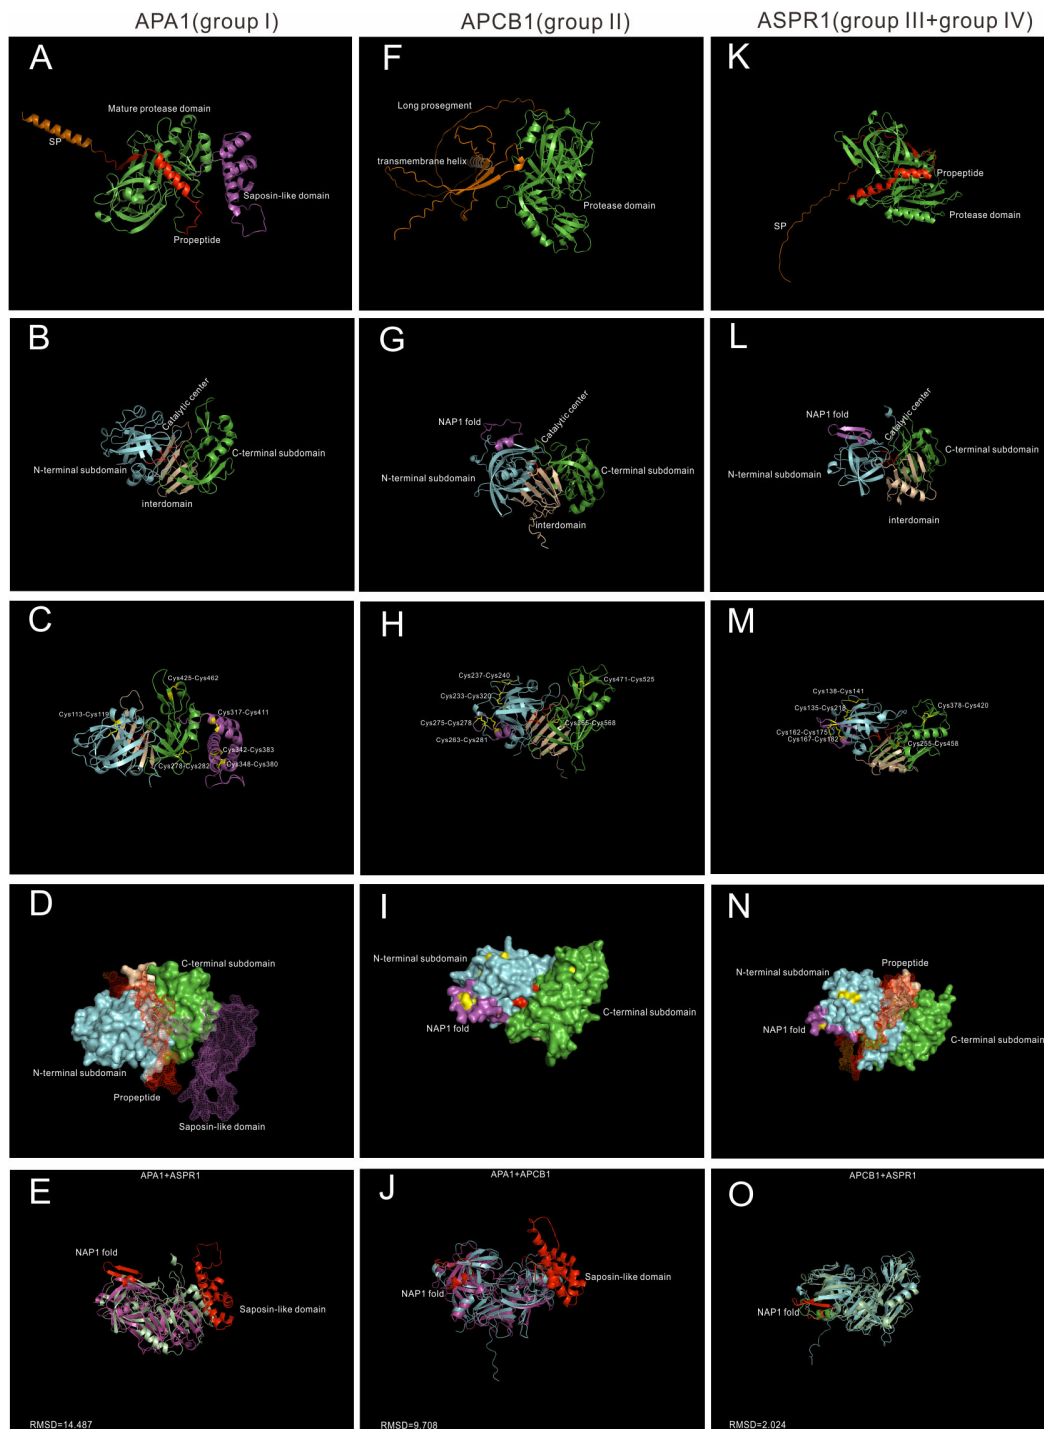 APA1(group I)
APCB1(group II)
ASPR1(group III+group IV)
A
Mature protease domain
SP
Saposin-like domain
Propeptide
F
Long prosegment
transmembrane helix
Protease domain
K
Propeptide
Protease domain
SP
B
Catalytic center
C-terminal subdomain
N-terminal subdomain
interdomain
G
NAP1 fold
Catalytic center
N-terminal subdomain
C-terminal subdomain
interdomain
L
NAP1 fold
Catalytic center
N-terminal subdomain
C-terminal subdomain
interdomain
C
Cys425-Cys462
Cys113-Cys119
Cys317-Cys411
Cys342-Cys383
Cys278-Cys282
Cys348-Cys380
H
Cys237-Cys240
Cys471-Cys525
Cys233-Cys320
Cys275-Cys278
Cys263-Cys281
M
Cys138-Cys141
Cys135-Cys218
Cys378-Cys420
Cys162-Cys175
Cys167-Cys182
Cys255-Cys458
D
C-terminal subdomain
N-terminal subdomain
Propeptide
Saposin-like domain
I
N-terminal subdomain
NAP1 fold
C-terminal subdomain
N
Propeptide
N-terminal subdomain
NAP1 fold
C-terminal subdomain
APA1+ASPR1
E
NAP1 fold
Saposin-like domain
RMSD=14.487
APA1+APCB1
J
Saposin-like domain
NAP1 fold
RMSD=9.708
APCB1+ASPR1
O
NAP1 fold
RMSD=2.024